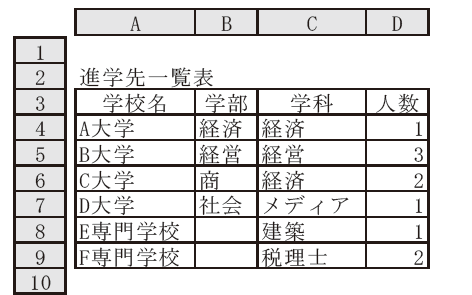 A B C D
1
2 進学先一覧表
3 学校名 学部 学科 人数
4 A大学 経済 経済 1
5 B大学 経営 経営 3
6 C大学 商 経済 2
7 D大学 社会 メディア 1
8 E専門学校 建築 1
9 F専門学校 税理士 2
10